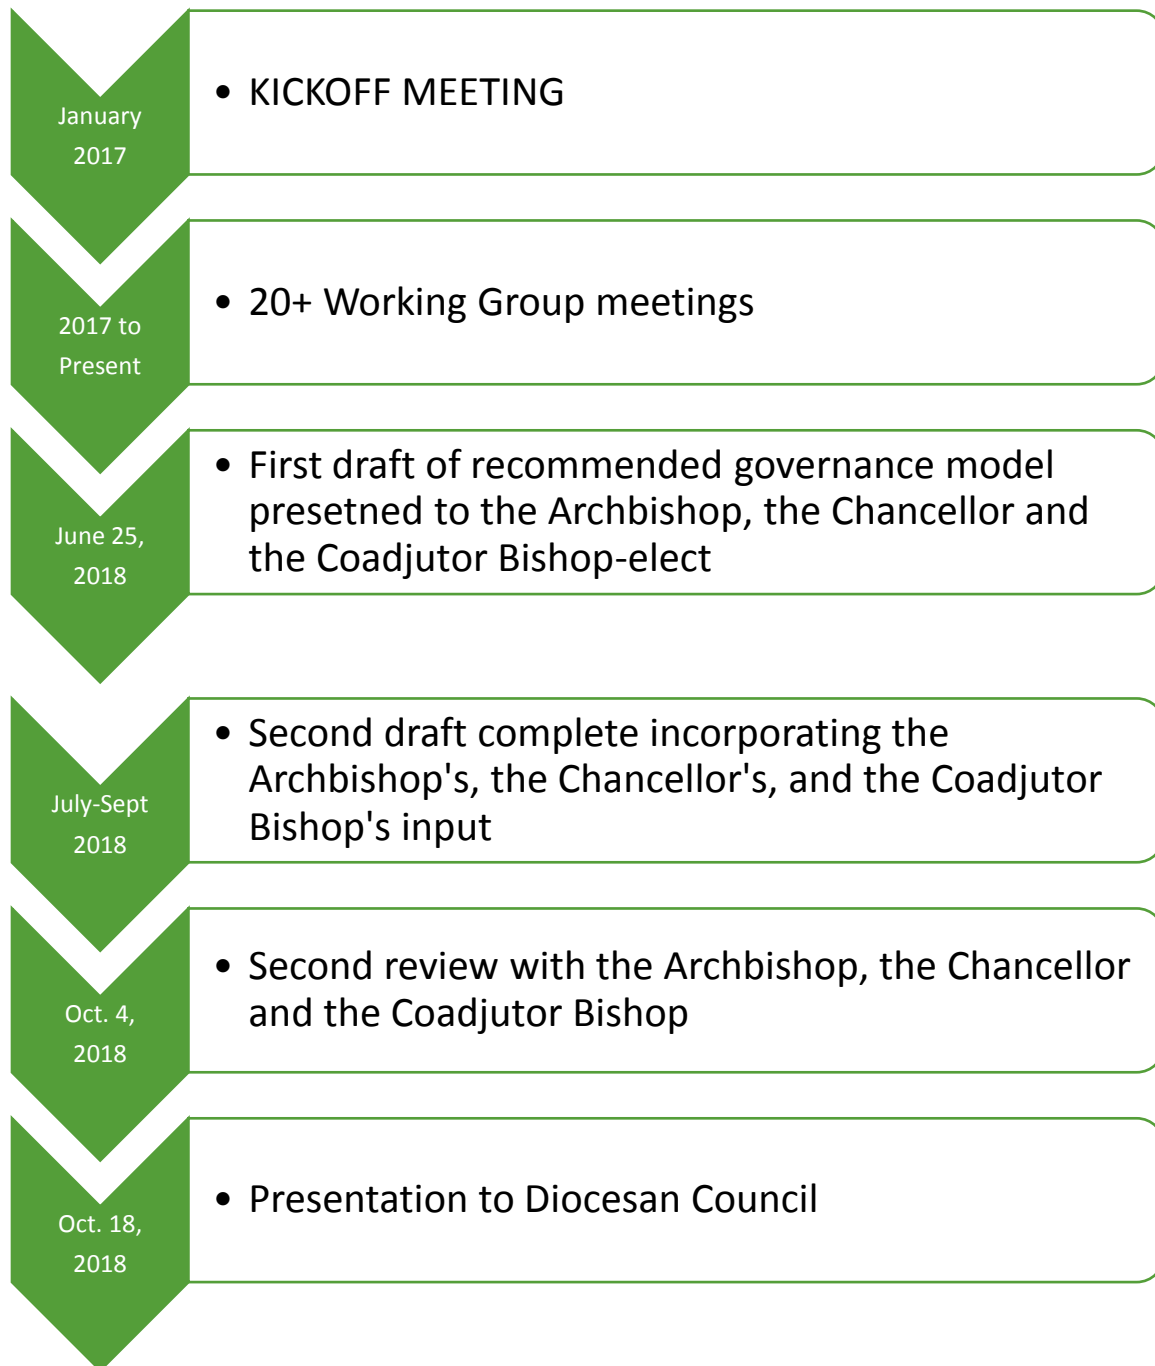 January
2017
• KICKOFF MEETING
2017 to
Present
• 20+ Working Group meetings
June 25,
2018
• First draft of recommended governance model
presetned to the Archbishop, the Chancellor and
the Coadjutor Bishop-elect
July-Sept
2018
• Second draft complete incorporating the
Archbishop's, the Chancellor's, and the Coadjutor
Bishop's input
Oct. 4,
2018
• Second review with the Archbishop, the Chancellor
and the Coadjutor Bishop
Oct. 18,
2018
• Presentation to Diocesan Council